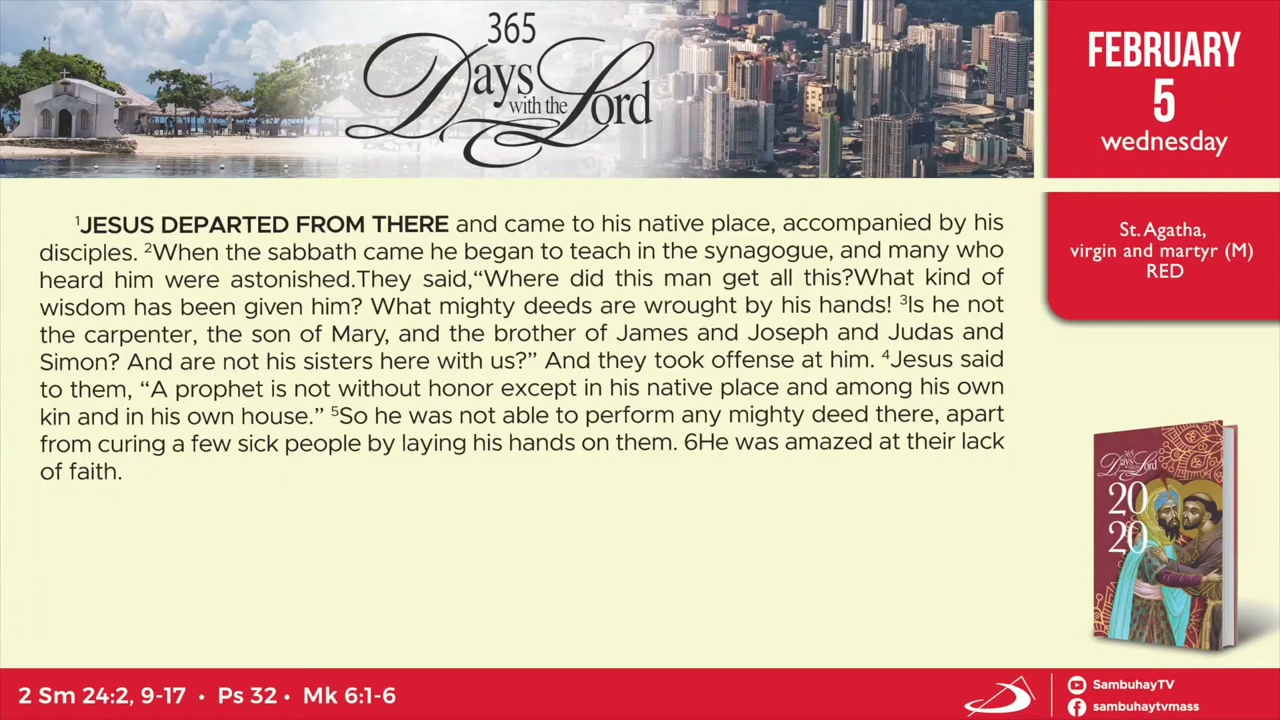 365
Days
with the
Lord
FEBRUARY
5
wednesday
St. Agatha,
virgin and martyr (M)
RED
¹JESUS DEPARTED FROM THERE and came to his native place, accompanied by his
disciples. ²When the sabbath came he began to teach in the synagogue, and many who
heard him were astonished.They said,“Where did this man get all this?What kind of
wisdom has been given him? What mighty deeds are wrought by his hands! ³Is he not
the carpenter, the son of Mary, and the brother of James and Joseph and Judas and
Simon? And are not his sisters here with us?” And they took offense at him. ⁴Jesus said
to them, “A prophet is not without honor except in his native place and among his own
kin and in his own house.” ⁵So he was not able to perform any mighty deed there, apart
from curing a few sick people by laying his hands on them. 6He was amazed at their lack
of faith.
365
Days
with the
Lord
20
20
2 Sm 24:2, 9-17 • Ps 32 • Mk 6:1-6
SambuhayTV
sambuhaytvmass